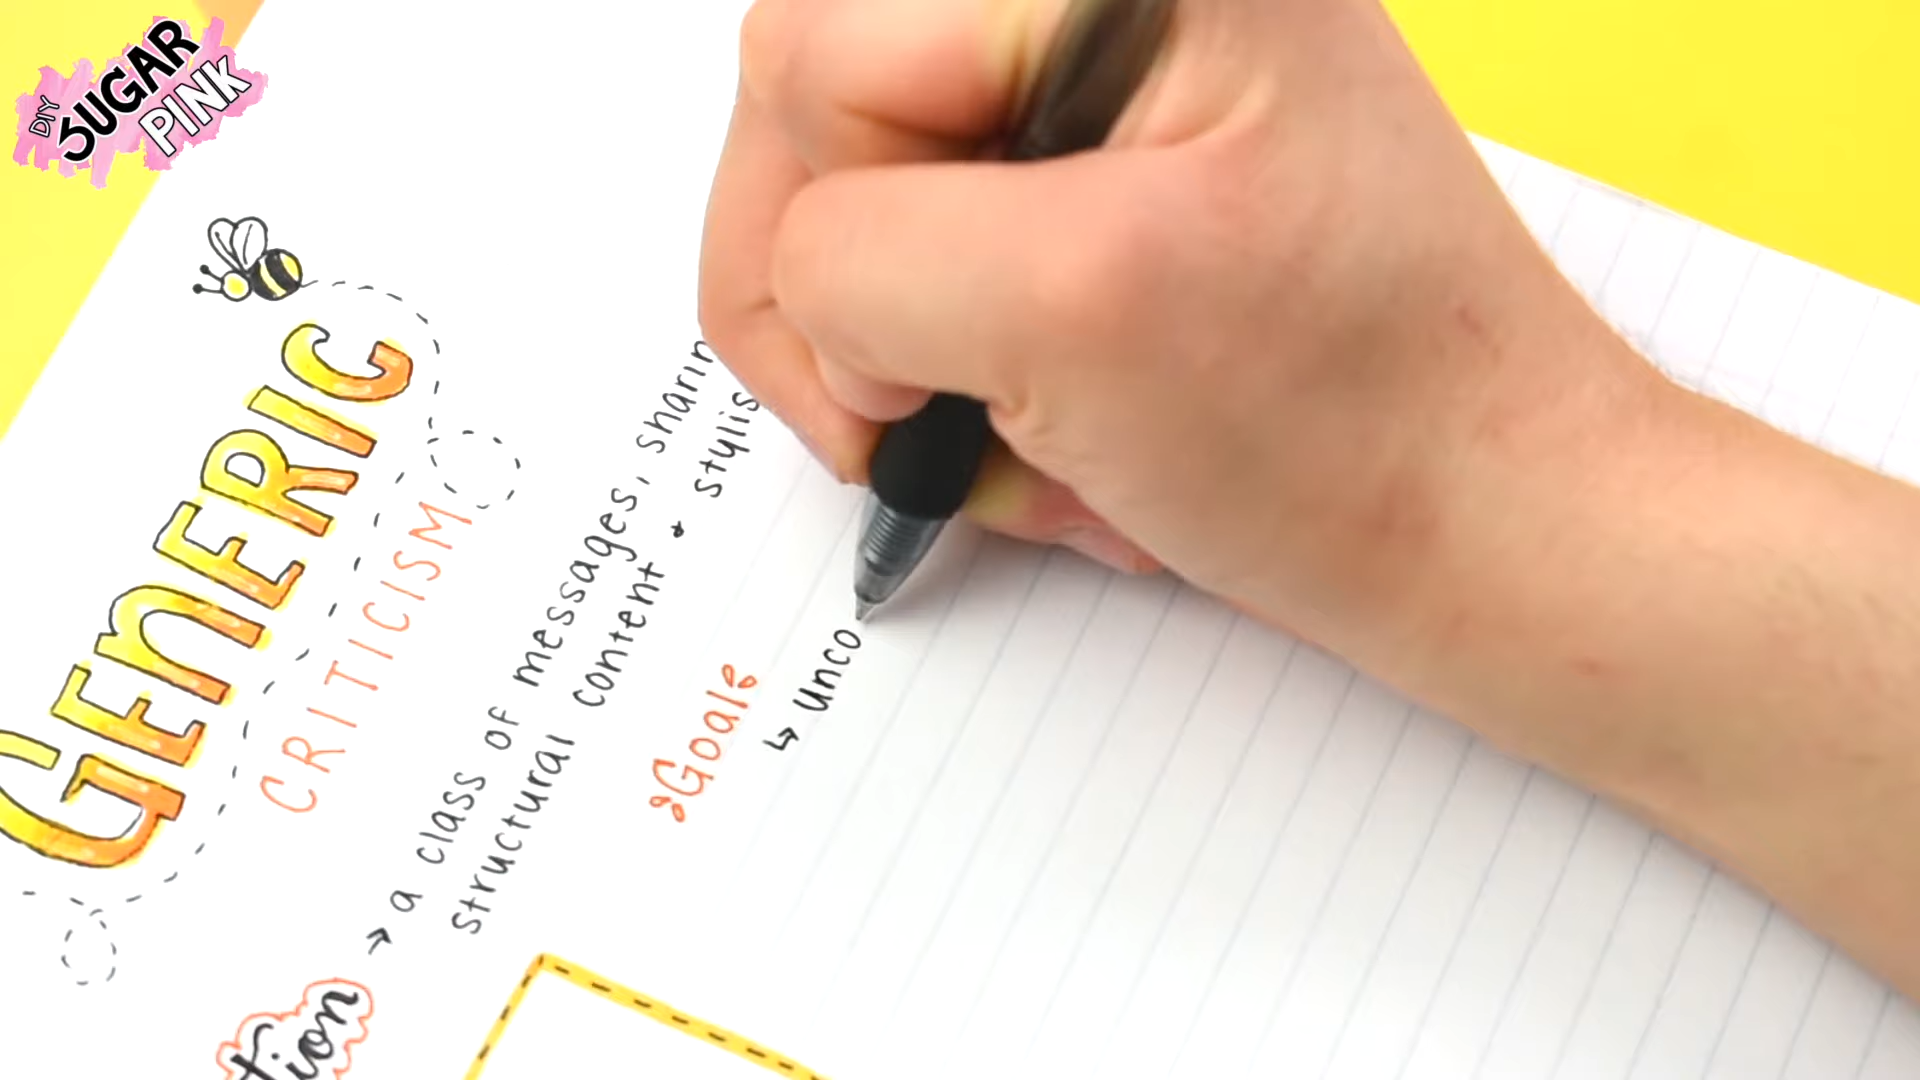 DIY
SUGAR
PINK
GENERIC
CRITICISM
→ a class of messages, sharin
structural content • stylis
Goal
↳ unco
tion